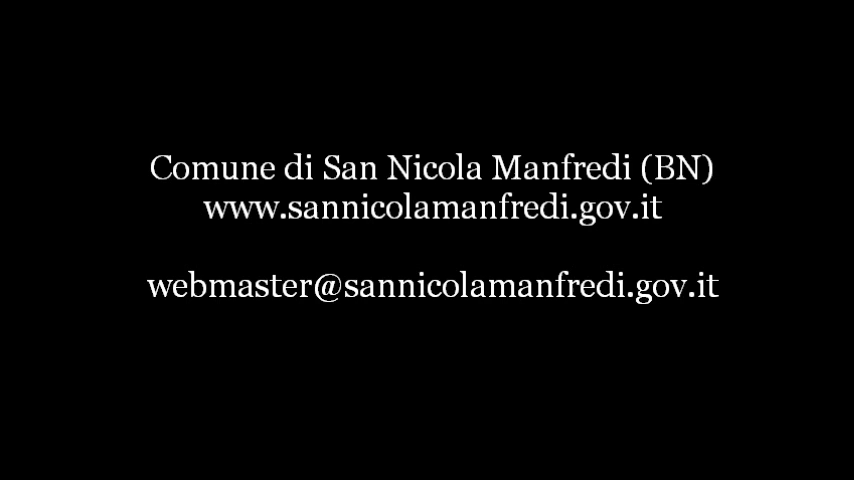 Comune di San Nicola Manfredi (BN)
www.sannicolamanfredi.gov.it
webmaster@sannicolamanfredi.gov.it